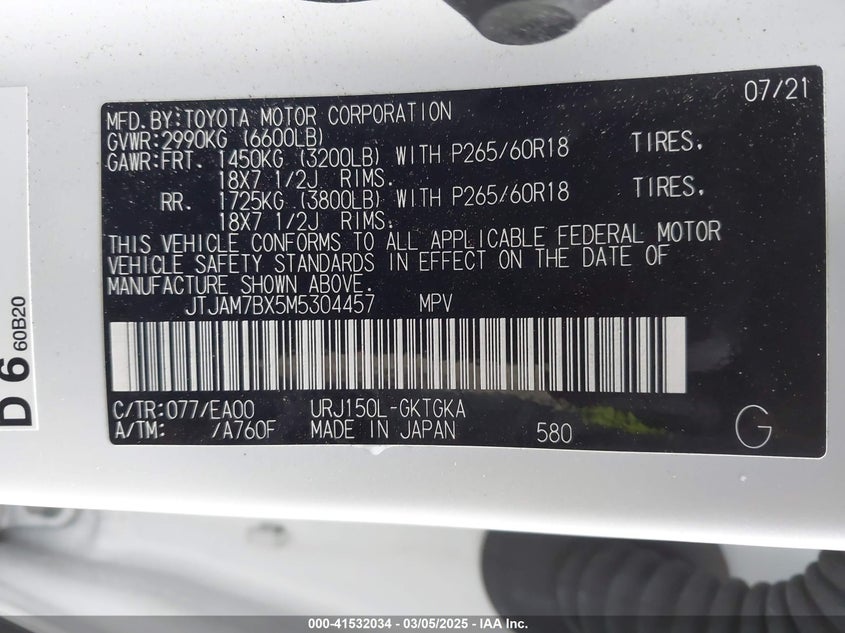 07/21
MFD.BY:TOYOTA MOTOR CORPORATION
GVWR:2990KG (6600LB)
GAWR:FRT. 1450KG (3200LB) WITH P265/60R18 TIRES.
18X7 1/2J RIMS.
RR. 1725KG (3800LB) WITH P265/60R18 TIRES.
18X7 1/2J RIMS.
THIS VEHICLE CONFORMS TO ALL APPLICABLE FEDERAL MOTOR
VEHICLE SAFETY STANDARDS IN EFFECT ON THE DATE OF
MANUFACTURE SHOWN ABOVE.
JTJAM7BX5M5304457 MPV
C/TR:077/EA00 URJ150L-GKTGKA
A/TM: /A760F MADE IN JAPAN 580 G
D 6 60B20
000-41532034 — 03/05/2025 — IAA Inc.